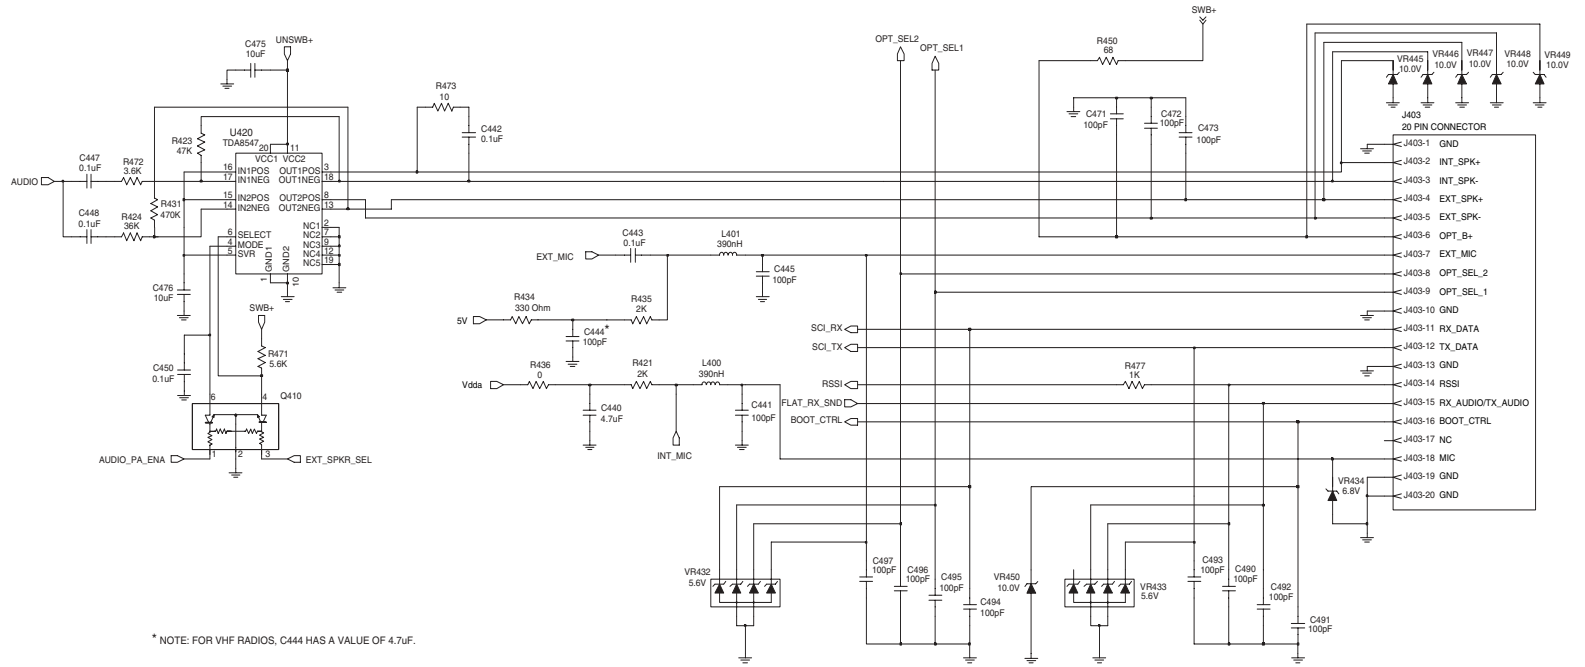 SWB+
OPT_SEL2
OPT_SEL1
UNSWB+
C475
10uF
R450
68
VR445
10.0V
VR446
10.0V
VR447
10.0V
VR448
10.0V
VR449
10.0V
R473
10
C442
0.1uF
C471
100pF
C472
100pF
C473
100pF
J403
20 PIN CONNECTOR
U420
TDA8547
R423
47K
20
11
VCC1
VCC2
C447
0.1uF
R472
3.6K
AUDIO
16
IN1POS
OUT1POS
3
17
IN1NEG
OUT1NEG
18
15
IN2POS
OUT2POS
8
14
IN2NEG
OUT2NEG
13
C448
0.1uF
R424
36K
R431
470K
6
SELECT
4
MODE
5
SVR
NC1
2
NC2
7
NC3
9
NC4
12
NC5
19
GND1
GND2
1
10
C476
10uF
SWB+
R471
5.6K
C450
0.1uF
6
4
Q410
AUDIO_PA_ENA
1
2
3
EXT_SPKR_SEL
EXT_MIC
C443
0.1uF
L401
390nH
C445
100pF
5V
R434
330 Ohm
R435
2K
C444*
100pF
Vdda
R436
0
R421
2K
L400
390nH
C440
4.7uF
C441
100pF
INT_MIC
SCI_RX
SCI_TX
RSSI
FLAT_RX_SND
BOOT_CTRL
R477
1K
J403-1 GND
J403-2 INT_SPK+
J403-3 INT_SPK-
J403-4 EXT_SPK+
J403-5 EXT_SPK-
J403-6 OPT_B+
J403-7 EXT_MIC
J403-8 OPT_SEL_2
J403-9 OPT_SEL_1
J403-10 GND
J403-11 RX_DATA
J403-12 TX_DATA
J403-13 GND
J403-14 RSSI
J403-15 RX_AUDIO/TX_AUDIO
J403-16 BOOT_CTRL
J403-17 NC
J403-18 MIC
J403-19 GND
J403-20 GND
VR434
6.8V
VR432
5.6V
C497
100pF
C496
100pF
C495
100pF
C494
100pF
VR450
10.0V
VR433
5.6V
C493
100pF
C490
100pF
C492
100pF
C491
100pF
* NOTE: FOR VHF RADIOS, C444 HAS A VALUE OF 4.7uF.